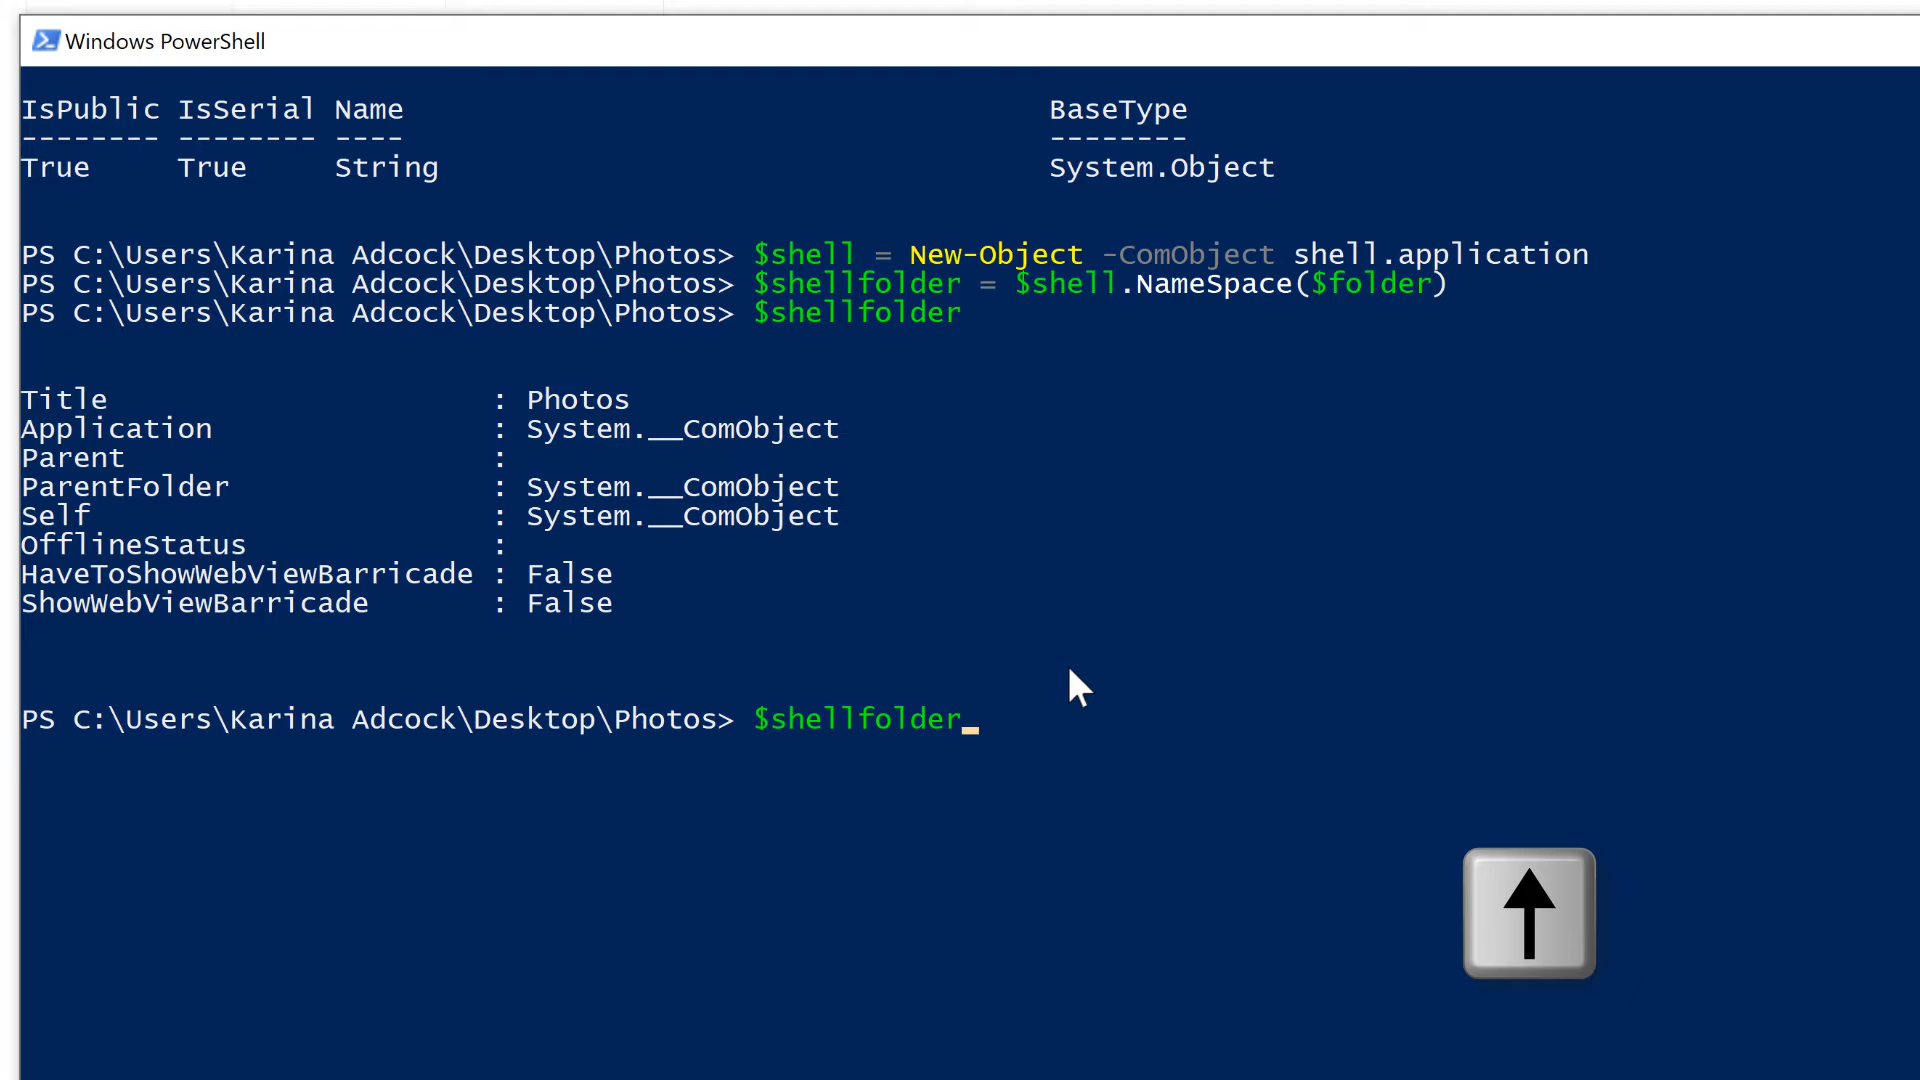 Windows PowerShell
IsPublic IsSerial Name                                     BaseType
-------- -------- ----                                     --------
True     True     String                                   System.Object
PS C:\Users\Karina Adcock\Desktop\Photos> $shell = New-Object -ComObject shell.application
PS C:\Users\Karina Adcock\Desktop\Photos> $shellfolder = $shell.NameSpace($folder)
PS C:\Users\Karina Adcock\Desktop\Photos> $shellfolder
Title                      : Photos
Application                : System.__ComObject
Parent                     :
ParentFolder               : System.__ComObject
Self                       : System.__ComObject
OfflineStatus              :
HaveToShowWebViewBarricade : False
ShowWebViewBarricade       : False
PS C:\Users\Karina Adcock\Desktop\Photos> $shellfolder